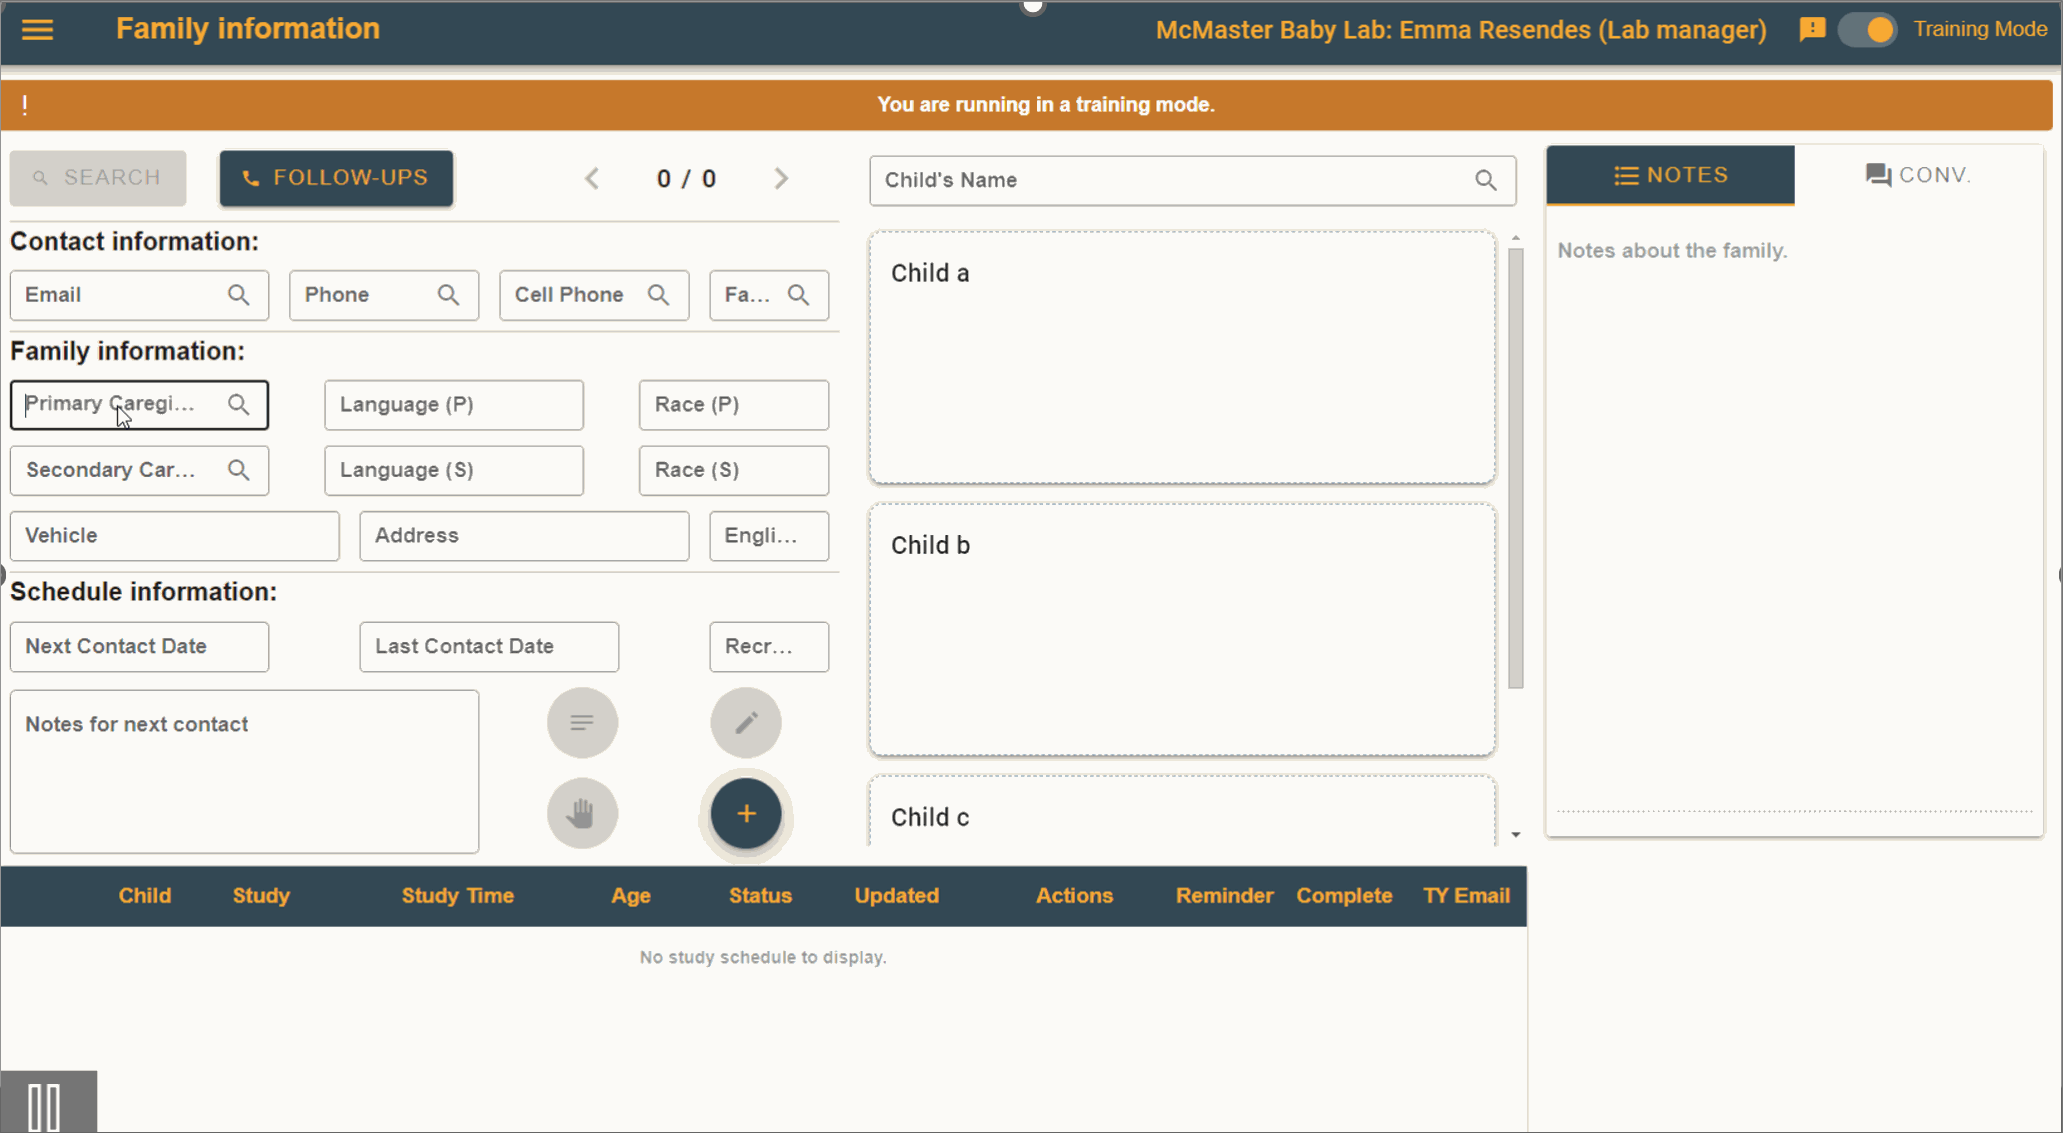 Family information
McMaster Baby Lab: Emma Resendes (Lab manager)
Training Mode
!
You are running in a training mode.
SEARCH
FOLLOW-UPS
0 / 0
Contact information:
Email
Phone
Cell Phone
Fa...
Family information:
Primary Caregi...
Language (P)
Race (P)
Secondary Car...
Language (S)
Race (S)
Vehicle
Address
Engli...
Schedule information:
Next Contact Date
Last Contact Date
Recr...
Notes for next contact
Child's Name
Child a
Child b
Child c
NOTES
CONV.
Notes about the family.
Child Study Study Time Age Status Updated Actions Reminder Complete TY Email
No study schedule to display.